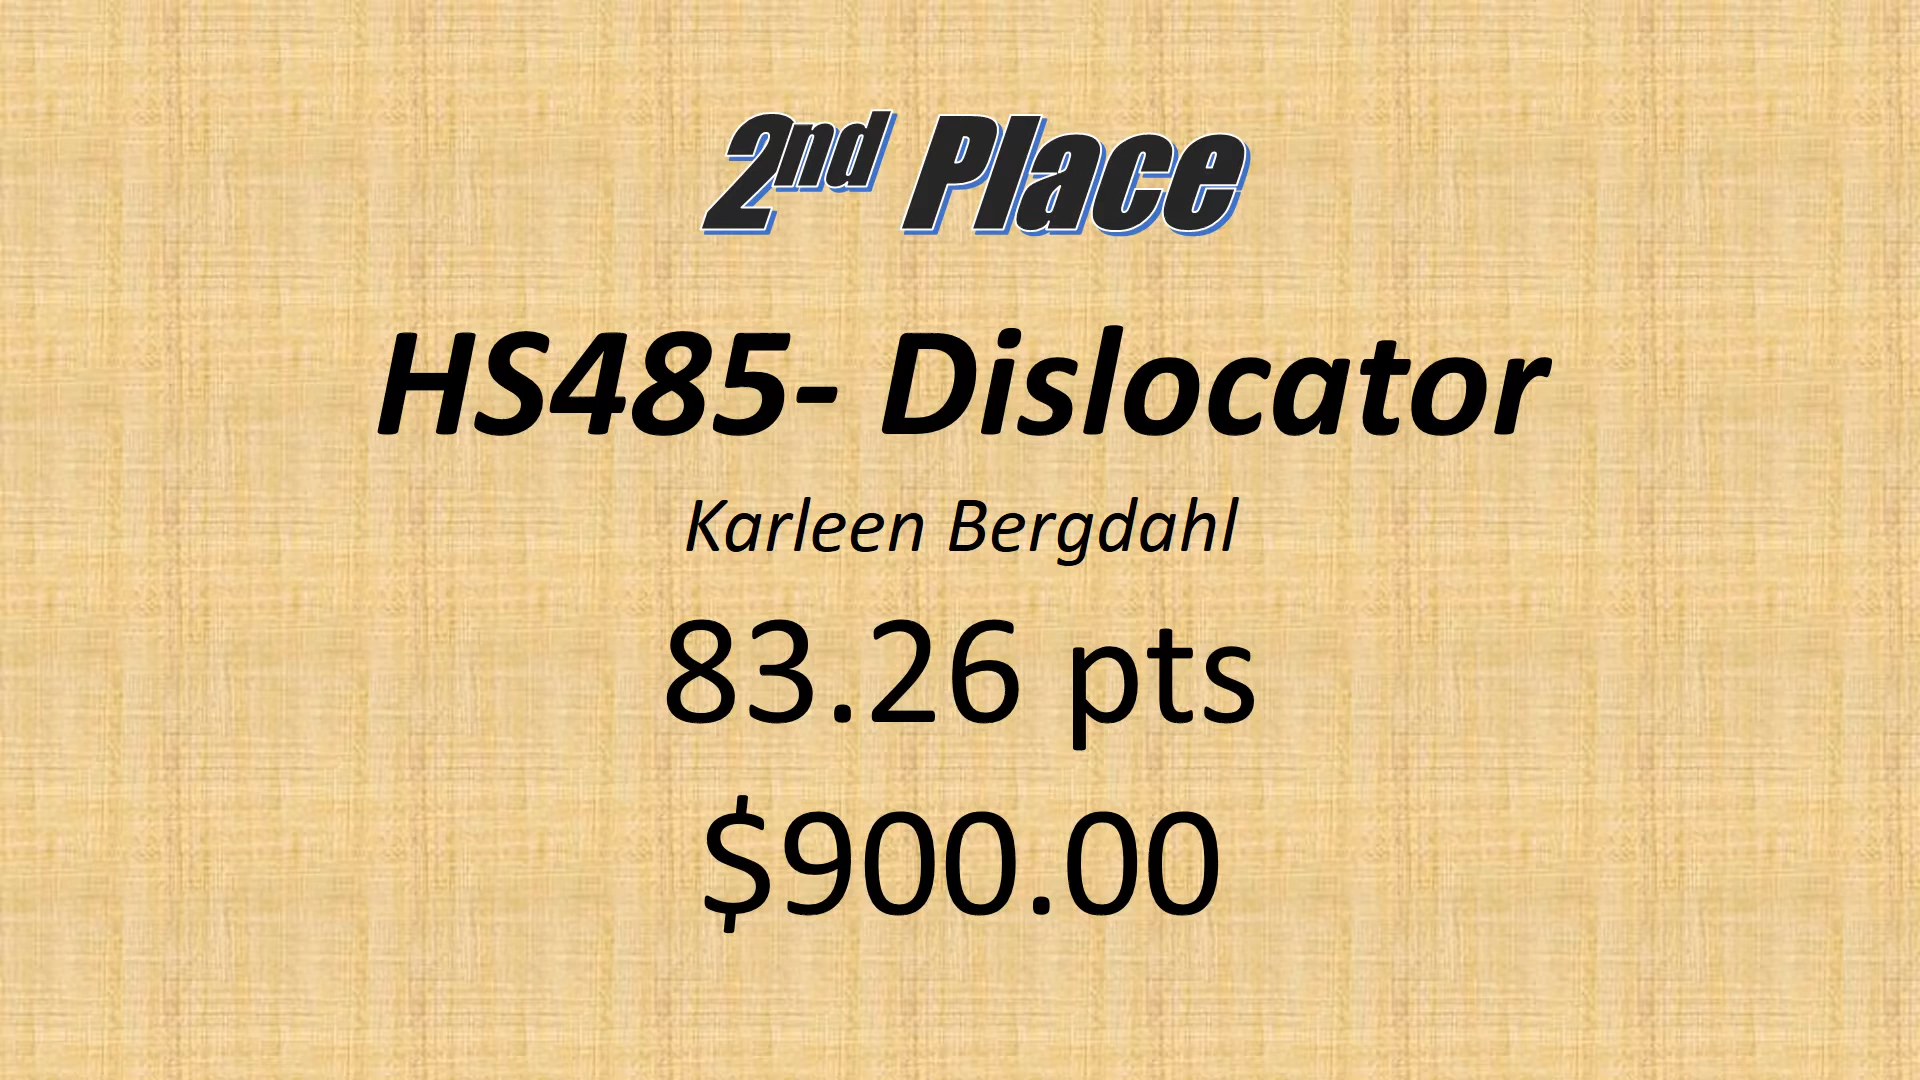 2nd Place
HS485- Dislocator
Karleen Bergdahl
83.26 pts
$900.00